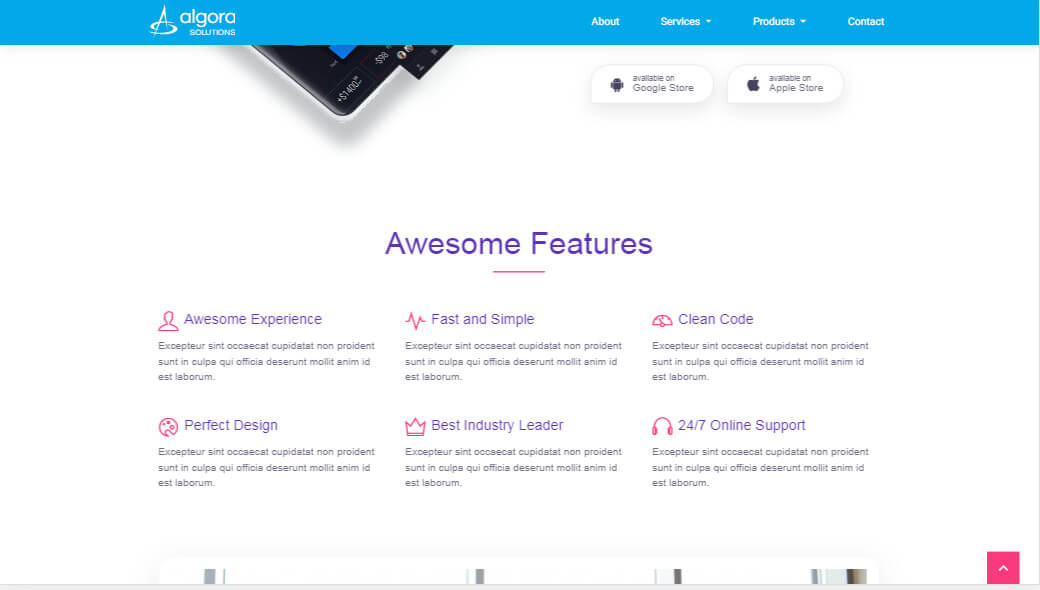 algora
SOLUTIONS
About
Services
Products
Contact
+$1400
-$98
available on
Google Store
available on
Apple Store
Awesome Features
Awesome Experience
Excepteur sint occaecat cupidatat non proident
sunt in culpa qui officia deserunt mollit anim id
est laborum.
Fast and Simple
Excepteur sint occaecat cupidatat non proident
sunt in culpa qui officia deserunt mollit anim id
est laborum.
Clean Code
Excepteur sint occaecat cupidatat non proident
sunt in culpa qui officia deserunt mollit anim id
est laborum.
Perfect Design
Excepteur sint occaecat cupidatat non proident
sunt in culpa qui officia deserunt mollit anim id
est laborum.
Best Industry Leader
Excepteur sint occaecat cupidatat non proident
sunt in culpa qui officia deserunt mollit anim id
est laborum.
24/7 Online Support
Excepteur sint occaecat cupidatat non proident
sunt in culpa qui officia deserunt mollit anim id
est laborum.